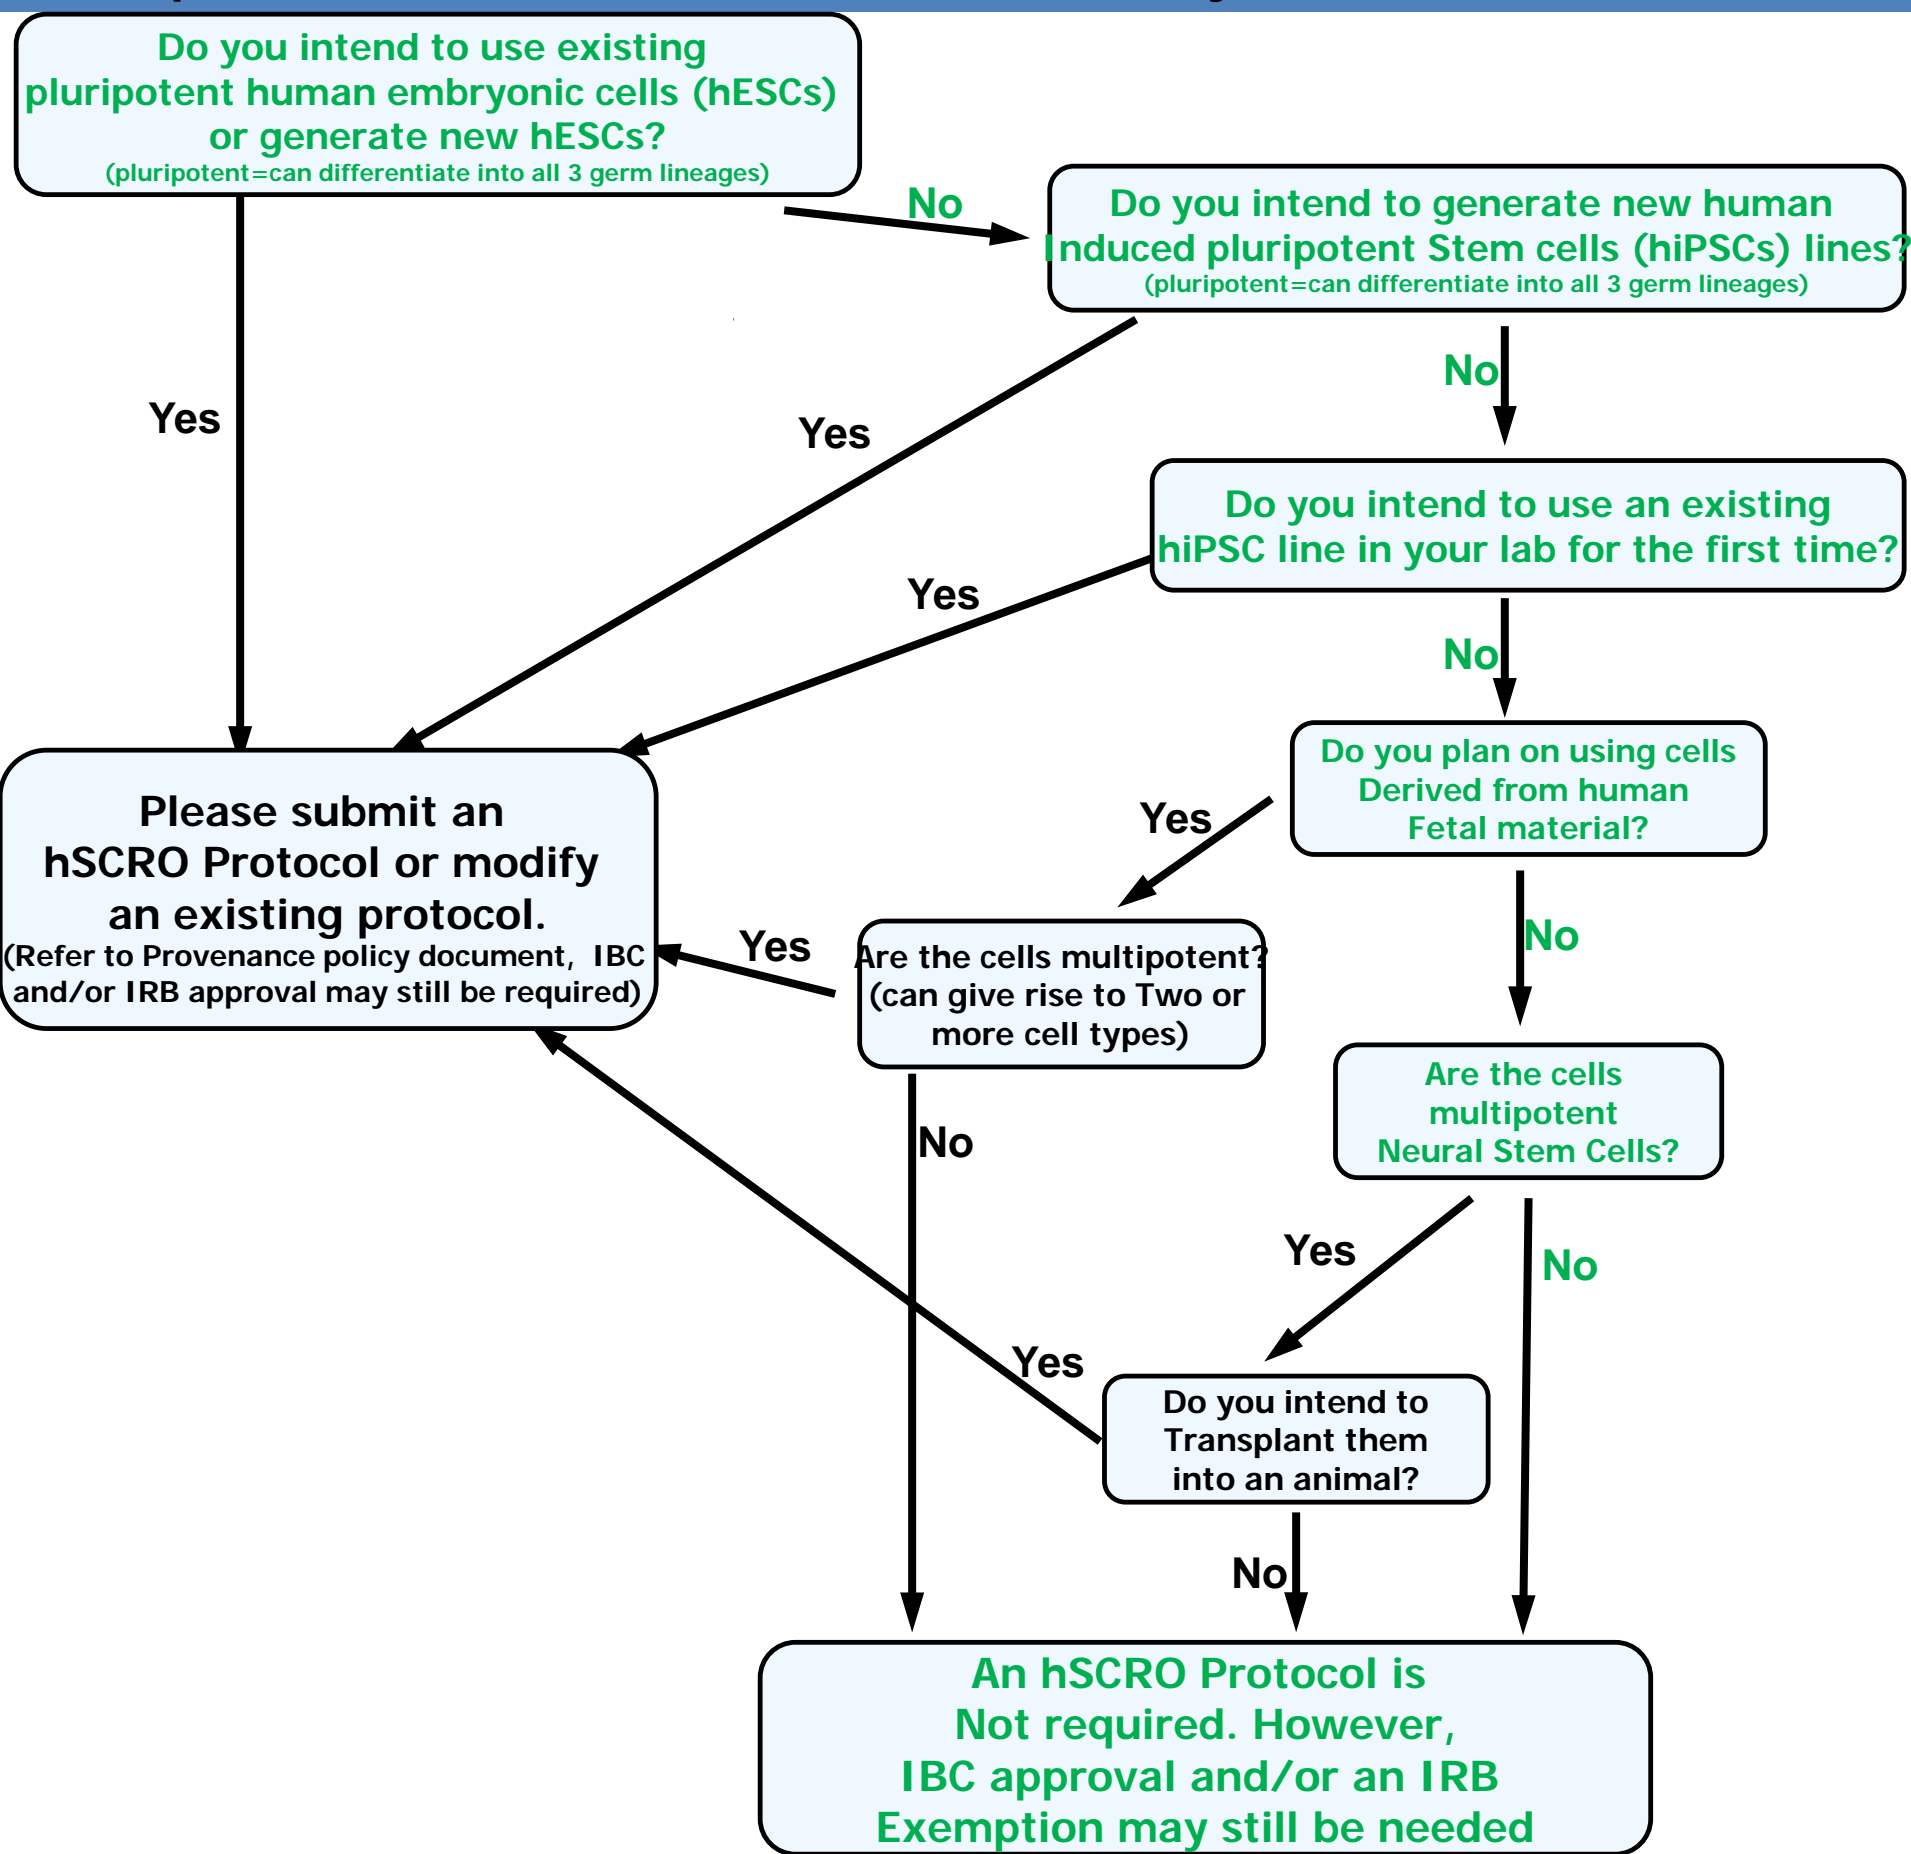 Do you intend to use existing
pluripotent human embryonic cells (hESCs)
or generate new hESCs?
(pluripotent=can differentiate into all 3 germ lineages)
No
Do you intend to generate new human
Induced pluripotent Stem cells (hiPSCs) lines?
(pluripotent=can differentiate into all 3 germ lineages)
No
Yes
Yes
Do you intend to use an existing
hiPSC line in your lab for the first time?
Yes
No
Do you plan on using cells
Derived from human
Fetal material?
Yes
No
Please submit an
hSCRO Protocol or modify
an existing protocol.
(Refer to Provenance policy document, IBC
and/or IRB approval may still be required)
Yes
Are the cells multipotent?
(can give rise to Two or
more cell types)
No
Are the cells
multipotent
Neural Stem Cells?
Yes
No
Yes
Do you intend to
Transplant them
into an animal?
No
An hSCRO Protocol is
Not required. However,
IBC approval and/or an IRB
Exemption may still be needed